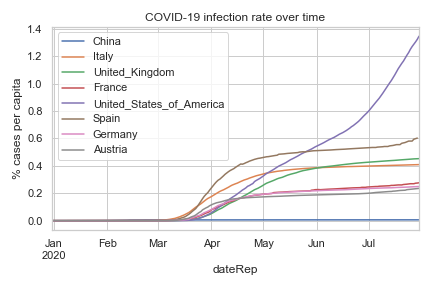 COVID-19 infection rate over time
% cases per capita
1.4
1.2
1.0
0.8
0.6
0.4
0.2
0.0
China
Italy
United_Kingdom
France
United_States_of_America
Spain
Germany
Austria
Jan Feb Mar Apr May Jun Jul
2020
dateRep